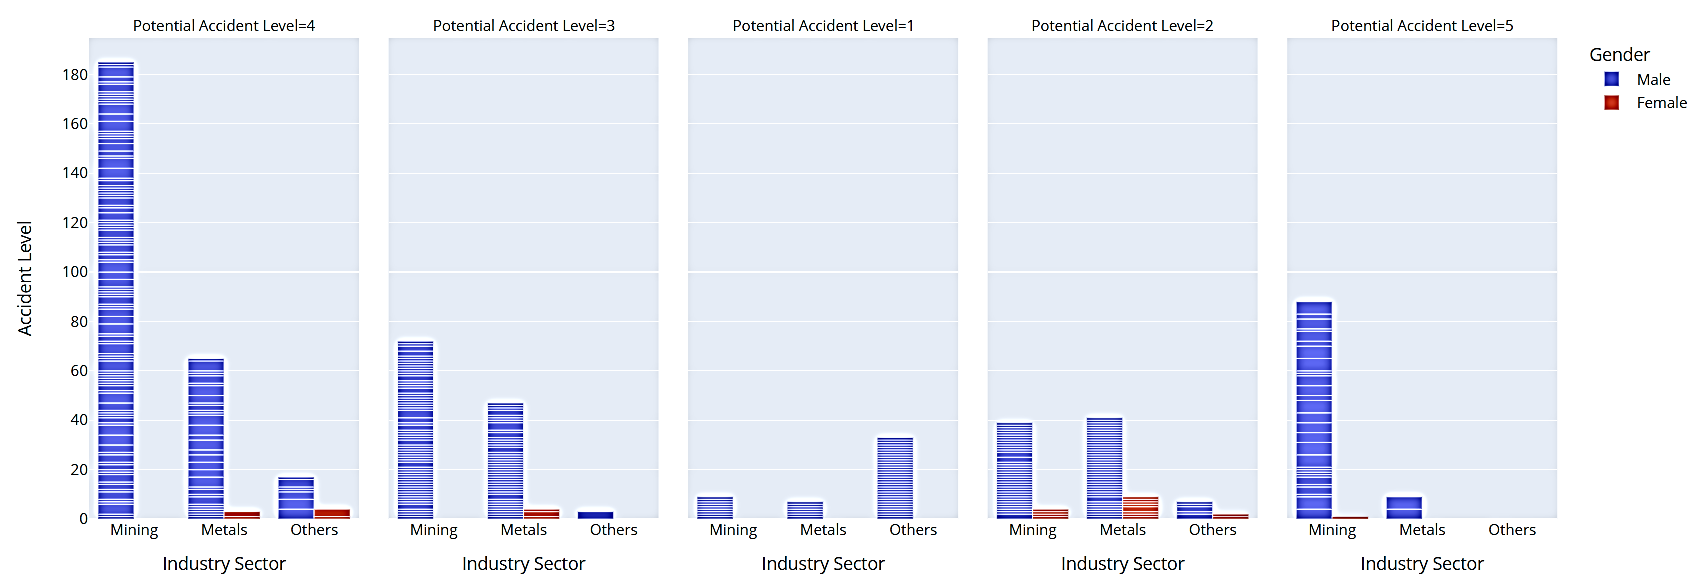 Potential Accident Level=4
Potential Accident Level=3
Potential Accident Level=1
Potential Accident Level=2
Potential Accident Level=5
Gender
Male
Female
Accident Level
180
160
140
120
100
80
60
40
20
0
Mining Metals Others
Mining Metals Others
Mining Metals Others
Mining Metals Others
Mining Metals Others
Industry Sector
Industry Sector
Industry Sector
Industry Sector
Industry Sector